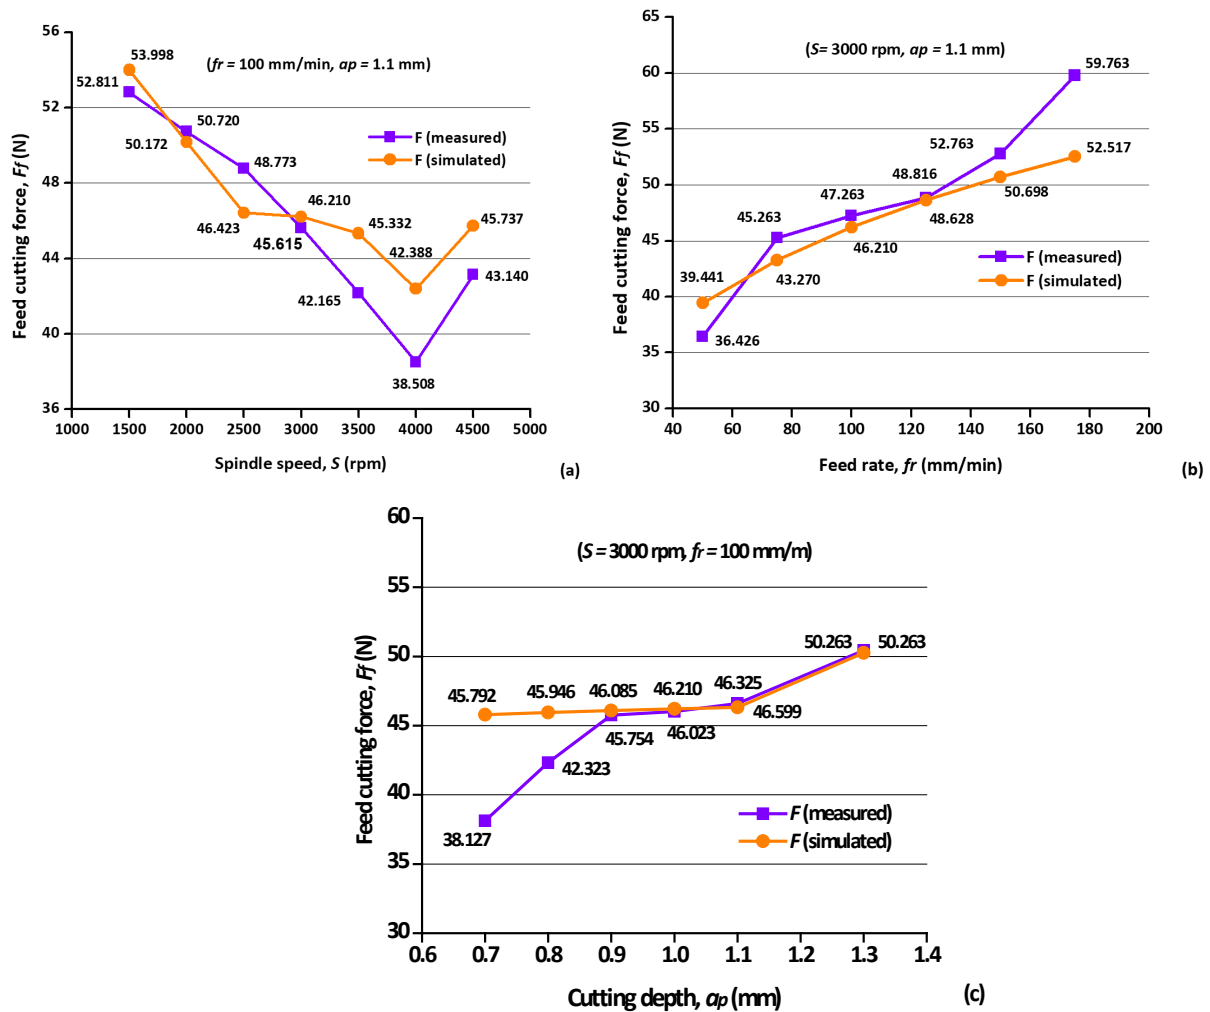 56
52
48
44
40
36
Feed cutting force, Ff (N)
(fr = 100 mm/min, ap = 1.1 mm)
F (measured)
F (simulated)
53.998
52.811
50.720
50.172
48.773
46.423
46.210
45.615
45.332
42.165
42.388
38.508
45.737
43.140
1000 1500 2000 2500 3000 3500 4000 4500 5000
Spindle speed, S (rpm)
(a)
65
60
55
50
45
40
35
30
Feed cutting force, Ff (N)
(S= 3000 rpm, ap = 1.1 mm)
59.763
52.763
52.517
48.816
50.698
47.263
45.263
48.628
46.210
43.270
39.441
36.426
F (measured)
F (simulated)
40 60 80 100 120 140 160 180 200
Feed rate, fr (mm/min)
(b)
60
55
50
45
40
35
30
Feed cutting force, Ff (N)
(S = 3000 rpm, fr = 100 mm/m)
50.263 50.263
45.792 45.946 46.085 46.210 46.325
46.599
45.754 46.023
42.323
38.127
F (measured)
F (simulated)
0.6 0.7 0.8 0.9 1.0 1.1 1.2 1.3 1.4
Cutting depth, ap (mm)
(c)